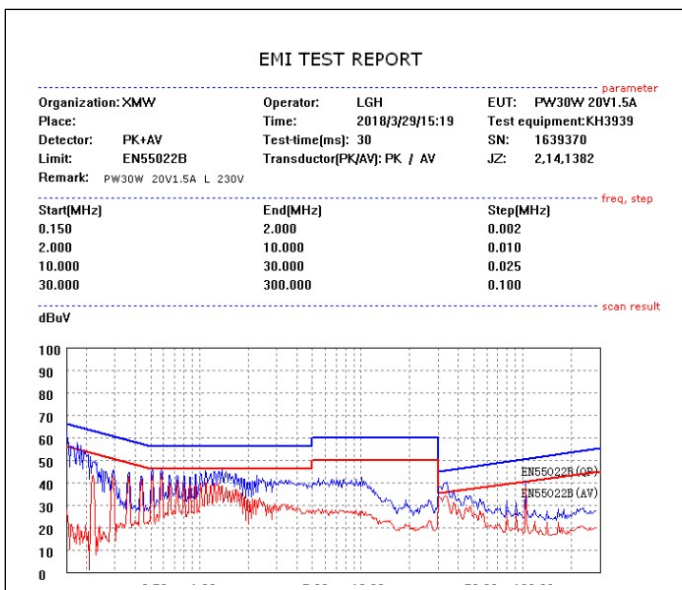 EMI TEST REPORT
parameter
Organization: XMW Operator: LGH EUT: PW30W 20V1.5A
Place: Time: 2018/3/29/15:19 Test equipment:KH3939
Detector: PK+AV Test-time(ms): 30 SN: 1639370
Limit: EN55022B Transductor(PK/AV): PK / AV JZ: 2,14,1382
Remark: PW30W 20V1.5A L 230V
freq, step
Start(MHz) End(MHz) Step(MHz)
0.150 2.000 0.002
2.000 10.000 0.010
10.000 30.000 0.025
30.000 300.000 0.100
scan result
dBuV
100
90
80
70
60
50
EN55022B(QP)
40
EN55022B(AV)
30
20
10
0